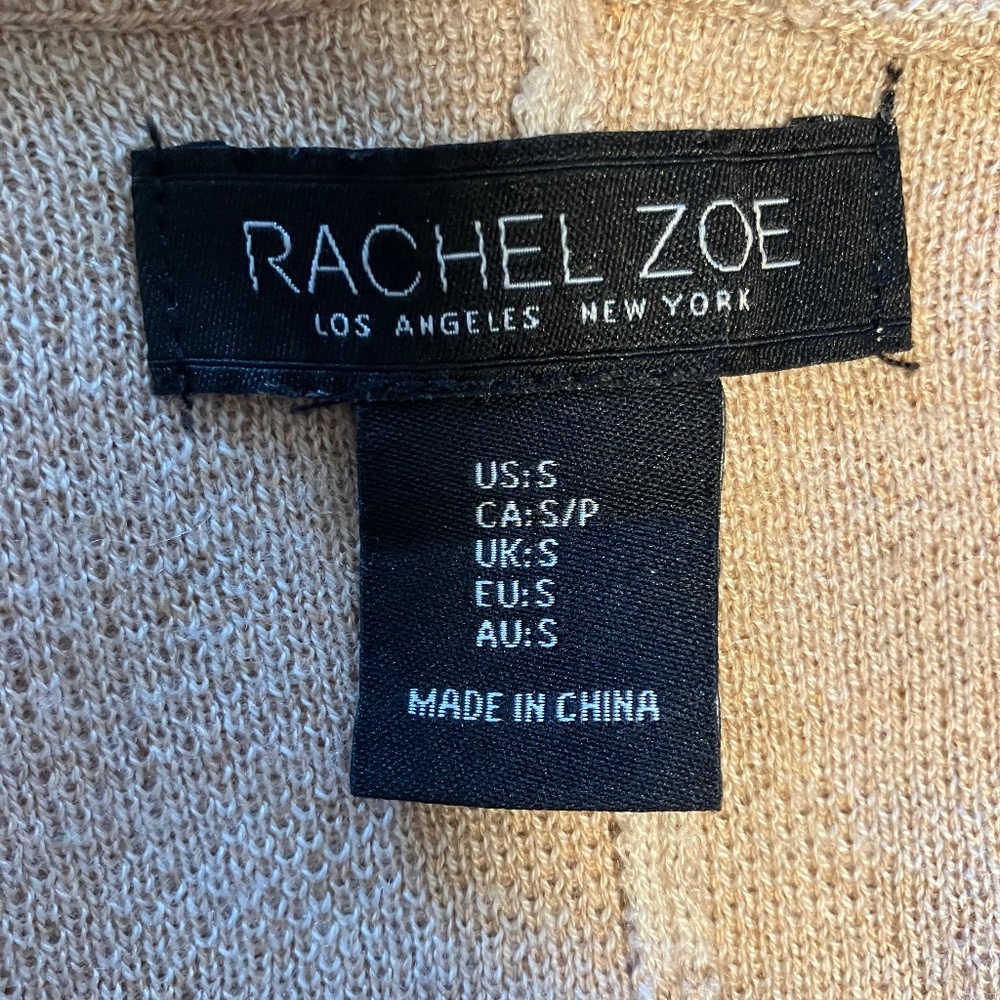 RACHEL ZOE
LOS ANGELES NEW YORK
US:S
CA:S/P
UK:S
EU:S
AU:S
MADE IN CHINA